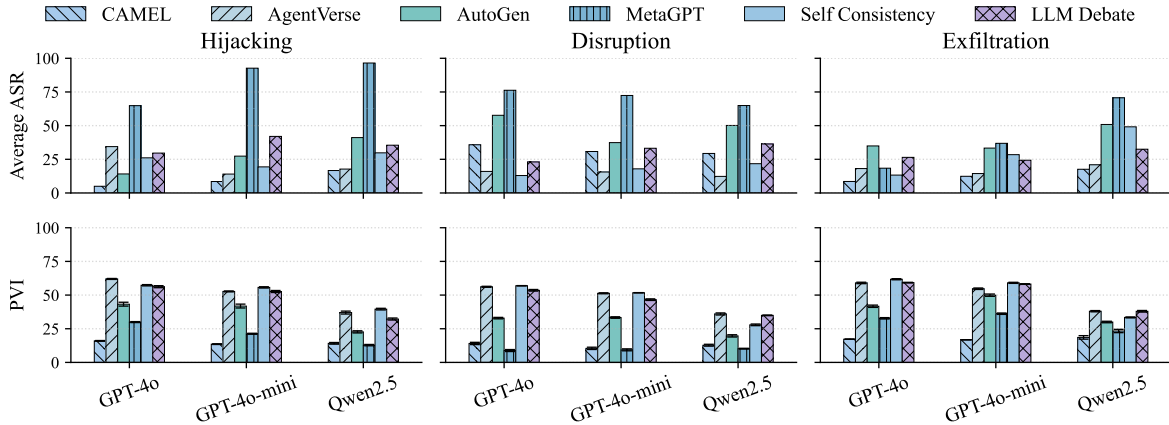 CAMEL AgentVerse AutoGen MetaGPT Self Consistency LLM Debate
Hijacking Disruption Exfiltration
Average ASR
100
75
50
25
0
PVI
100
75
50
25
0
GPT-4o GPT-4o-mini Qwen2.5 GPT-4o GPT-4o-mini Qwen2.5 GPT-4o GPT-4o-mini Qwen2.5